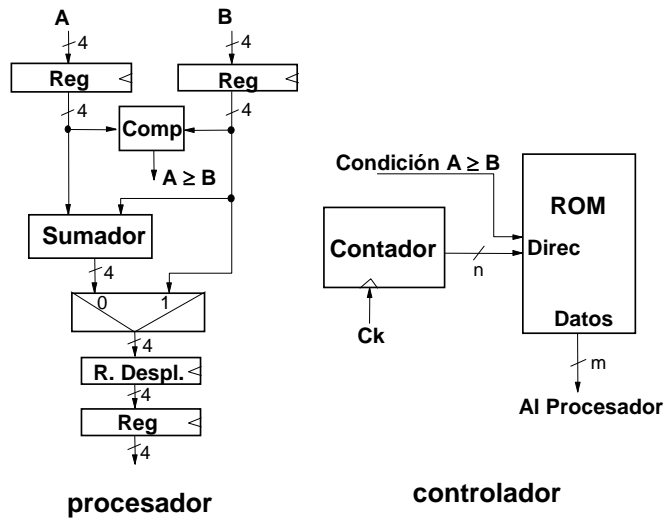 A
B
4
4
Reg
Reg
4
4
Comp
A ≥ B
Sumador
4
0
1
4
R. Despl.
4
Reg
4
procesador
Condición A ≥ B
ROM
Contador
Direc
n
Ck
Datos
m
Al Procesador
controlador